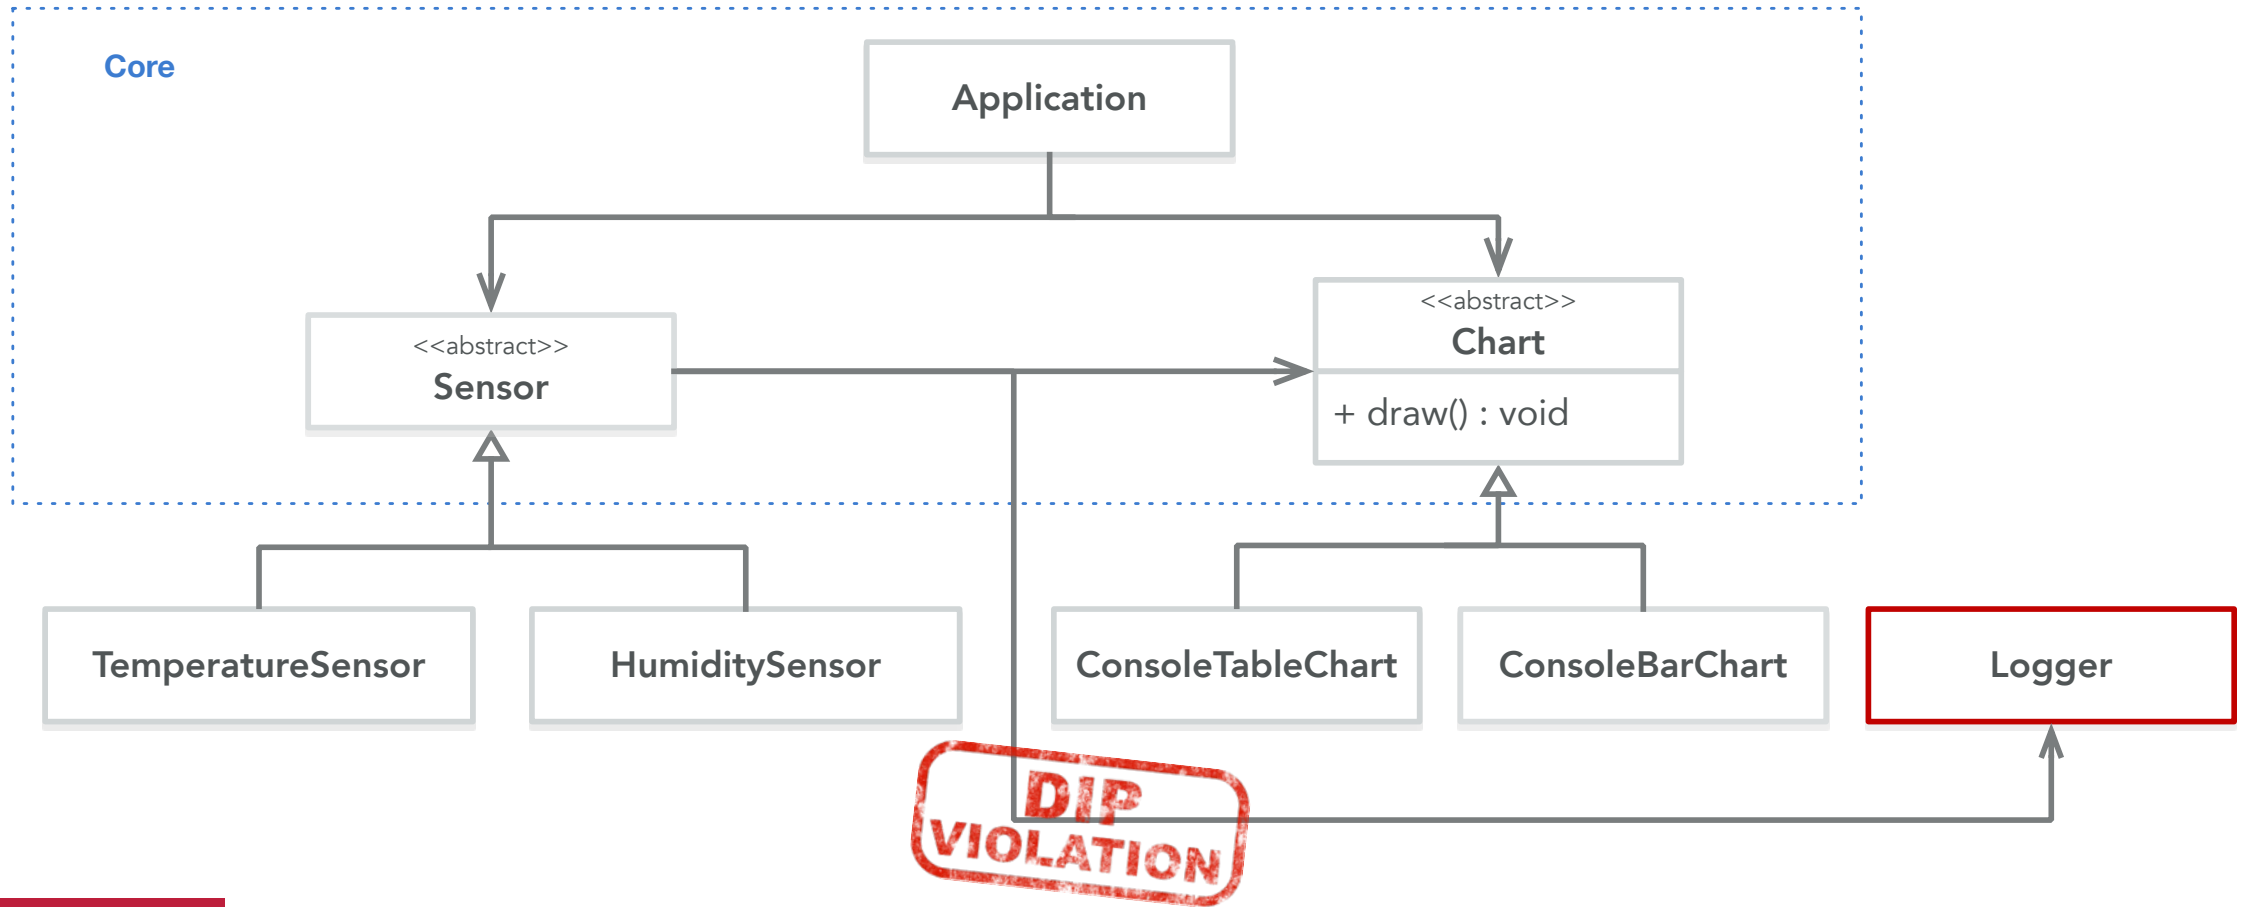 Core
Application
<<abstract>>
Sensor
<<abstract>>
Chart
+ draw() : void
TemperatureSensor
HumiditySensor
ConsoleTableChart
ConsoleBarChart
Logger
DIP
VIOLATION